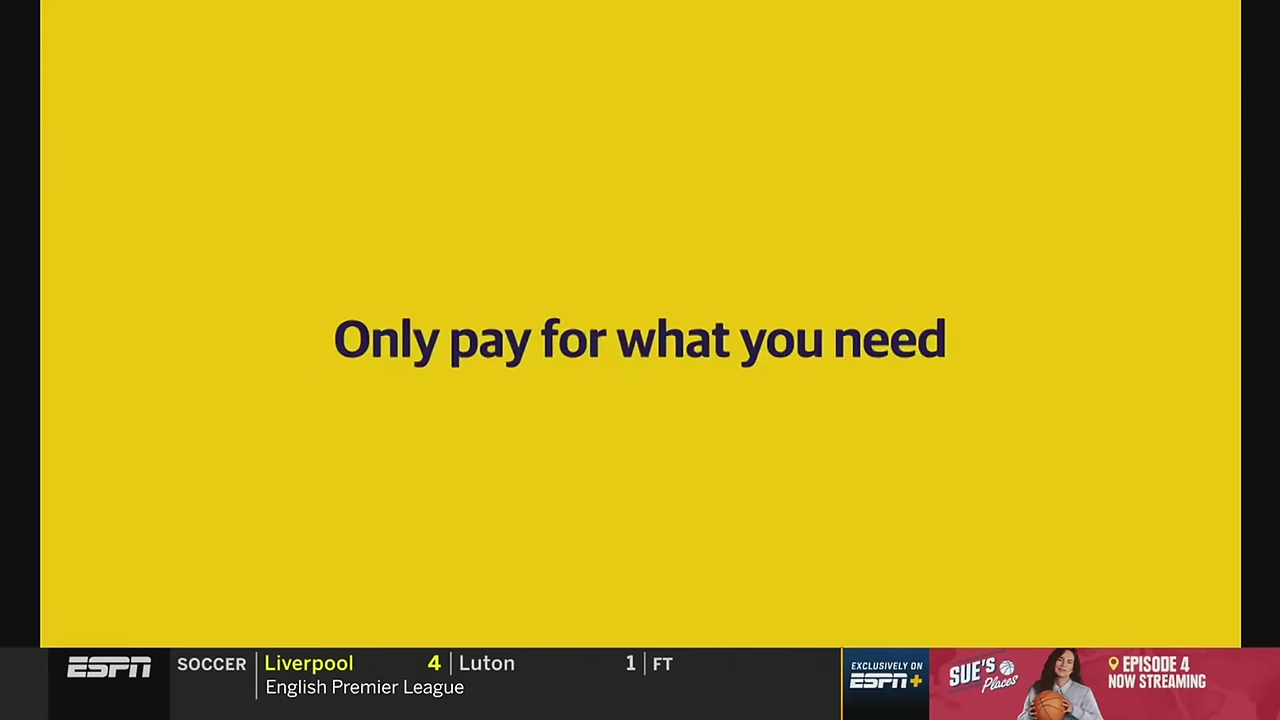 Only pay for what you need
ESPN
SOCCER
Liverpool 4 Luton 1 FT
English Premier League
EXCLUSIVELY ON
ESPN+
SUE'S
Places
EPISODE 4
NOW STREAMING